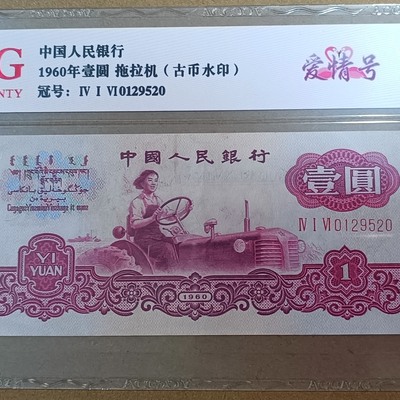 G
NTY
中国人民银行
1960年壹圆 拖拉机（古币水印）
冠号：Ⅳ Ⅰ Ⅵ0129520
爱情号
中國人民銀行
壹圓
Ⅳ Ⅰ Ⅵ0129520
YI
YUAN
1960
1